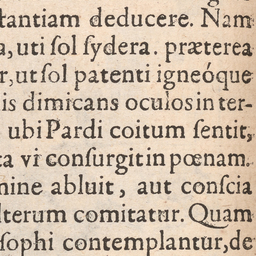 tantiam deducere. Nam
a, uti ſol ſydera. præterea
r, ut ſol patenti igneóque
is dimicans oculos in ter-
ubi Pardi coitum ſentit,
ta vi conſurgit in pœnam.
nine abluit, aut conſcia
lterum comitatur. Quam
ſophi contemplantur, de